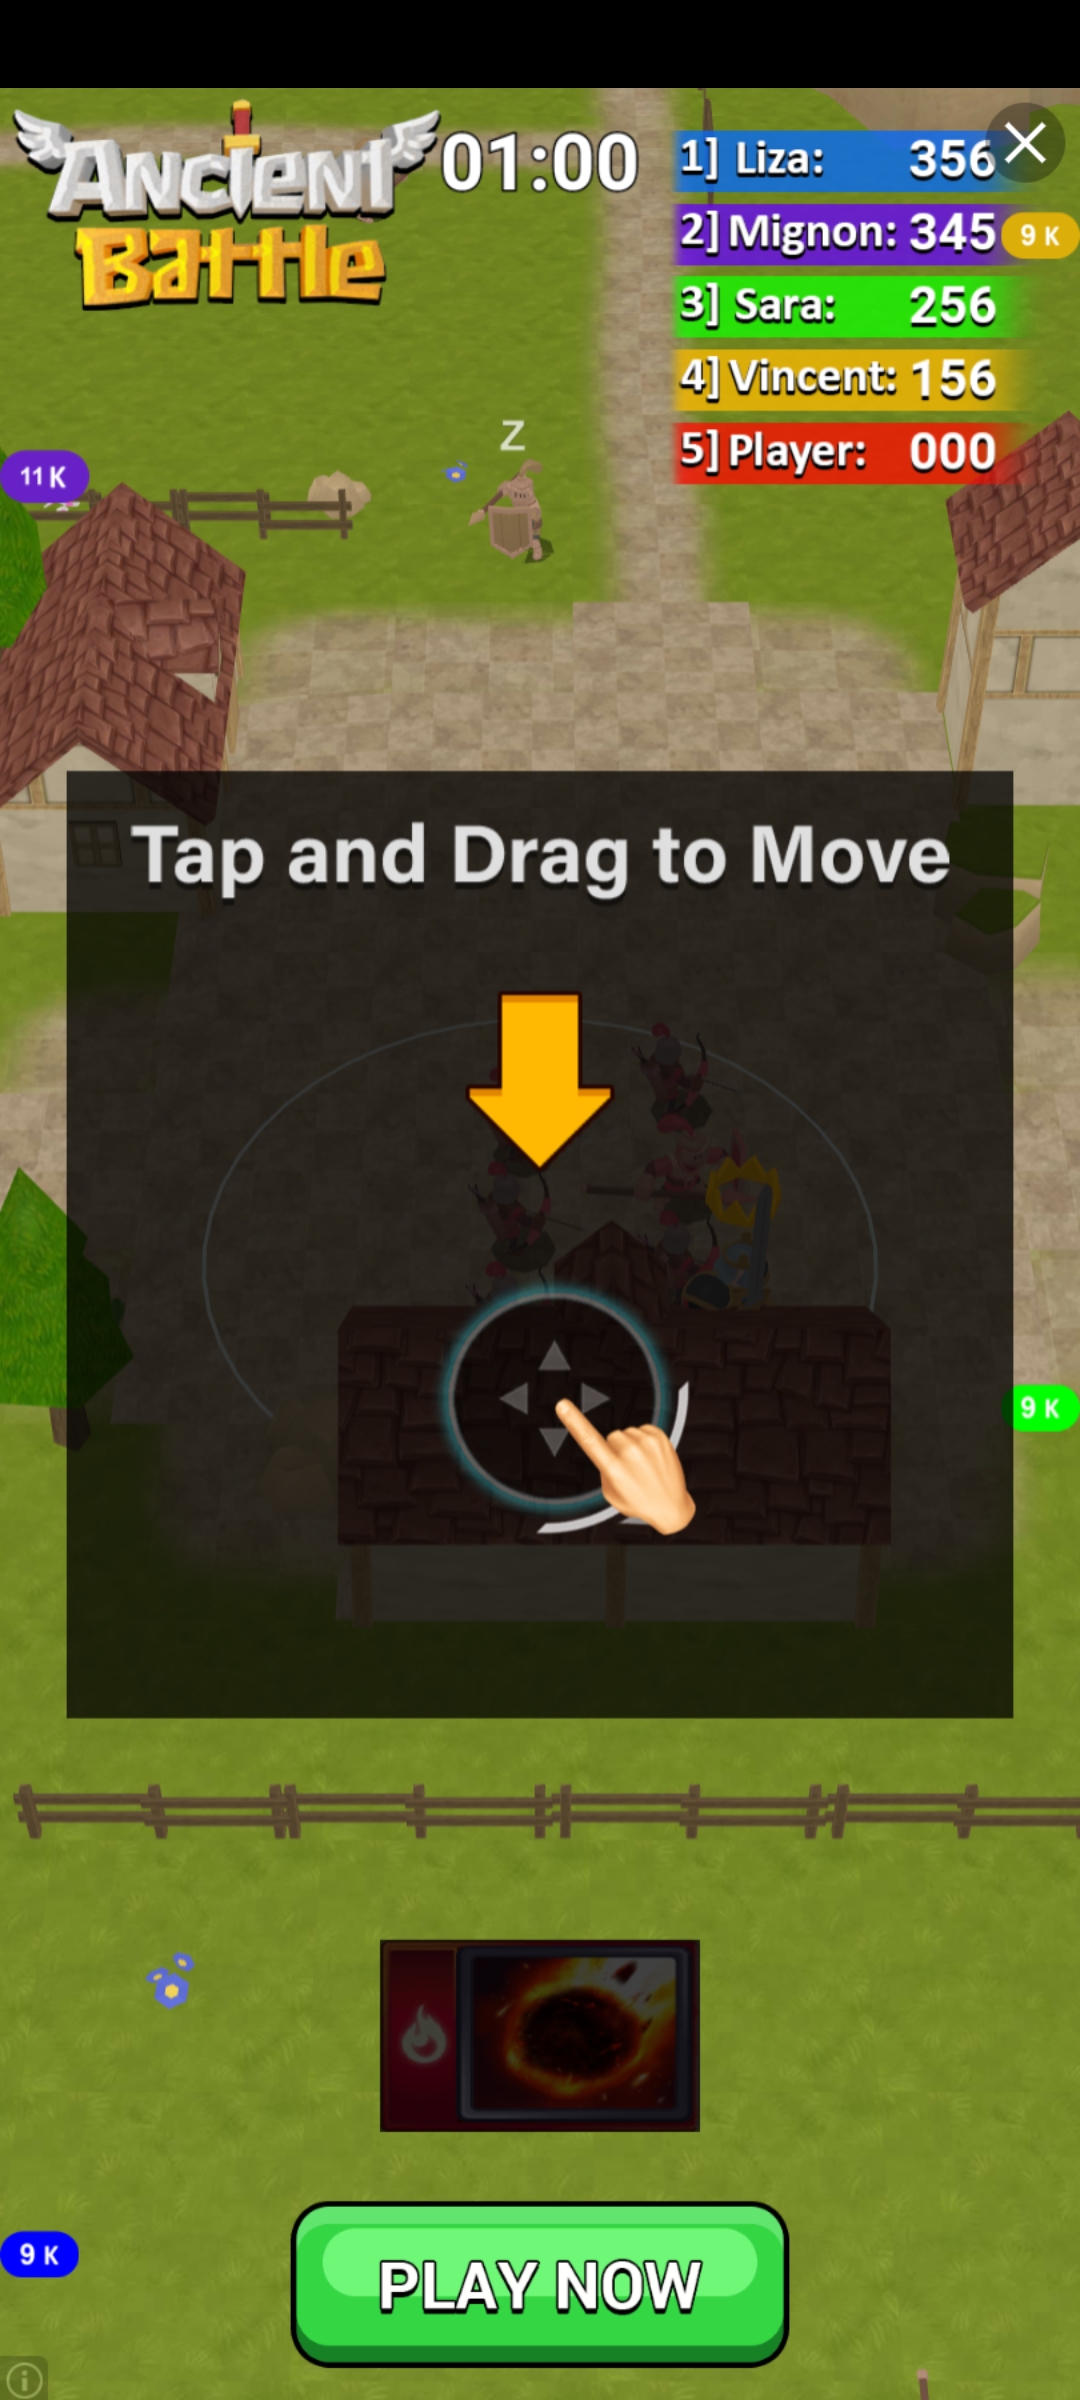 Ancient
Battle
01:00
1] Liza: 356
2] Mignon: 345
9 K
3] Sara: 256
4] Vincent: 156
5] Player: 000
Z
11 K
Tap and Drag to Move
9 K
9 K
PLAY NOW